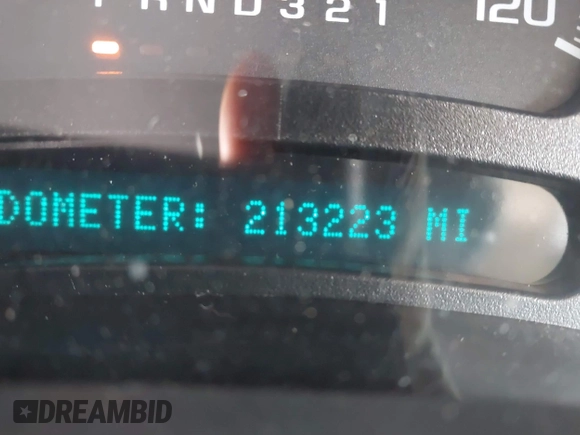 P R N D 3 2 1 120
DOMETER: 213223 MI
DREAMBID